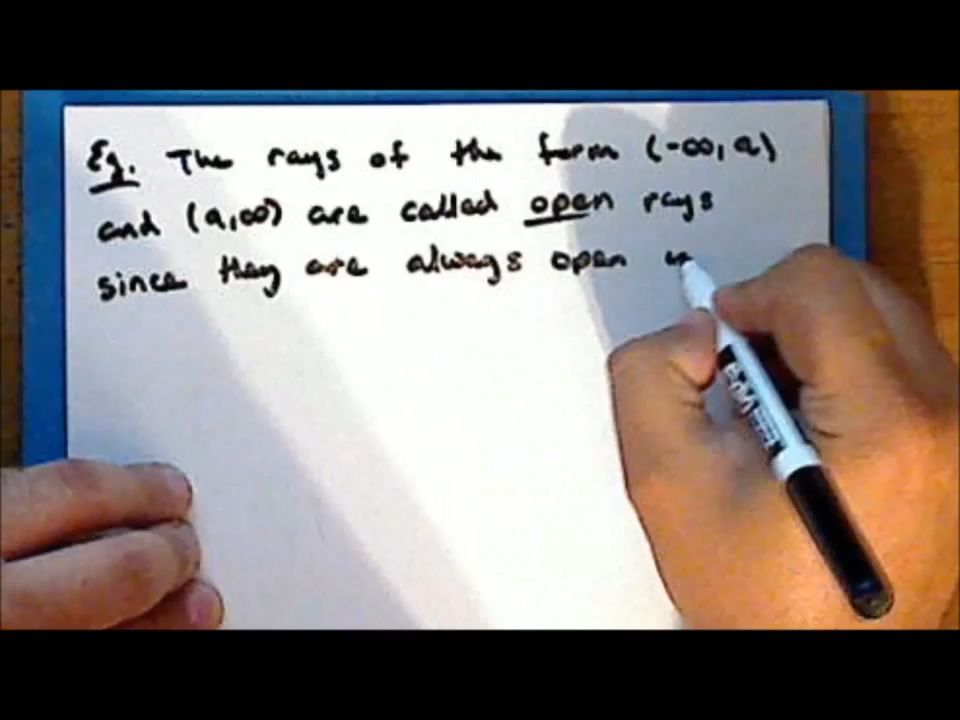 Eg. The rays of the form (-∞, a)
and (a, ∞) are called open rays
since they are always open